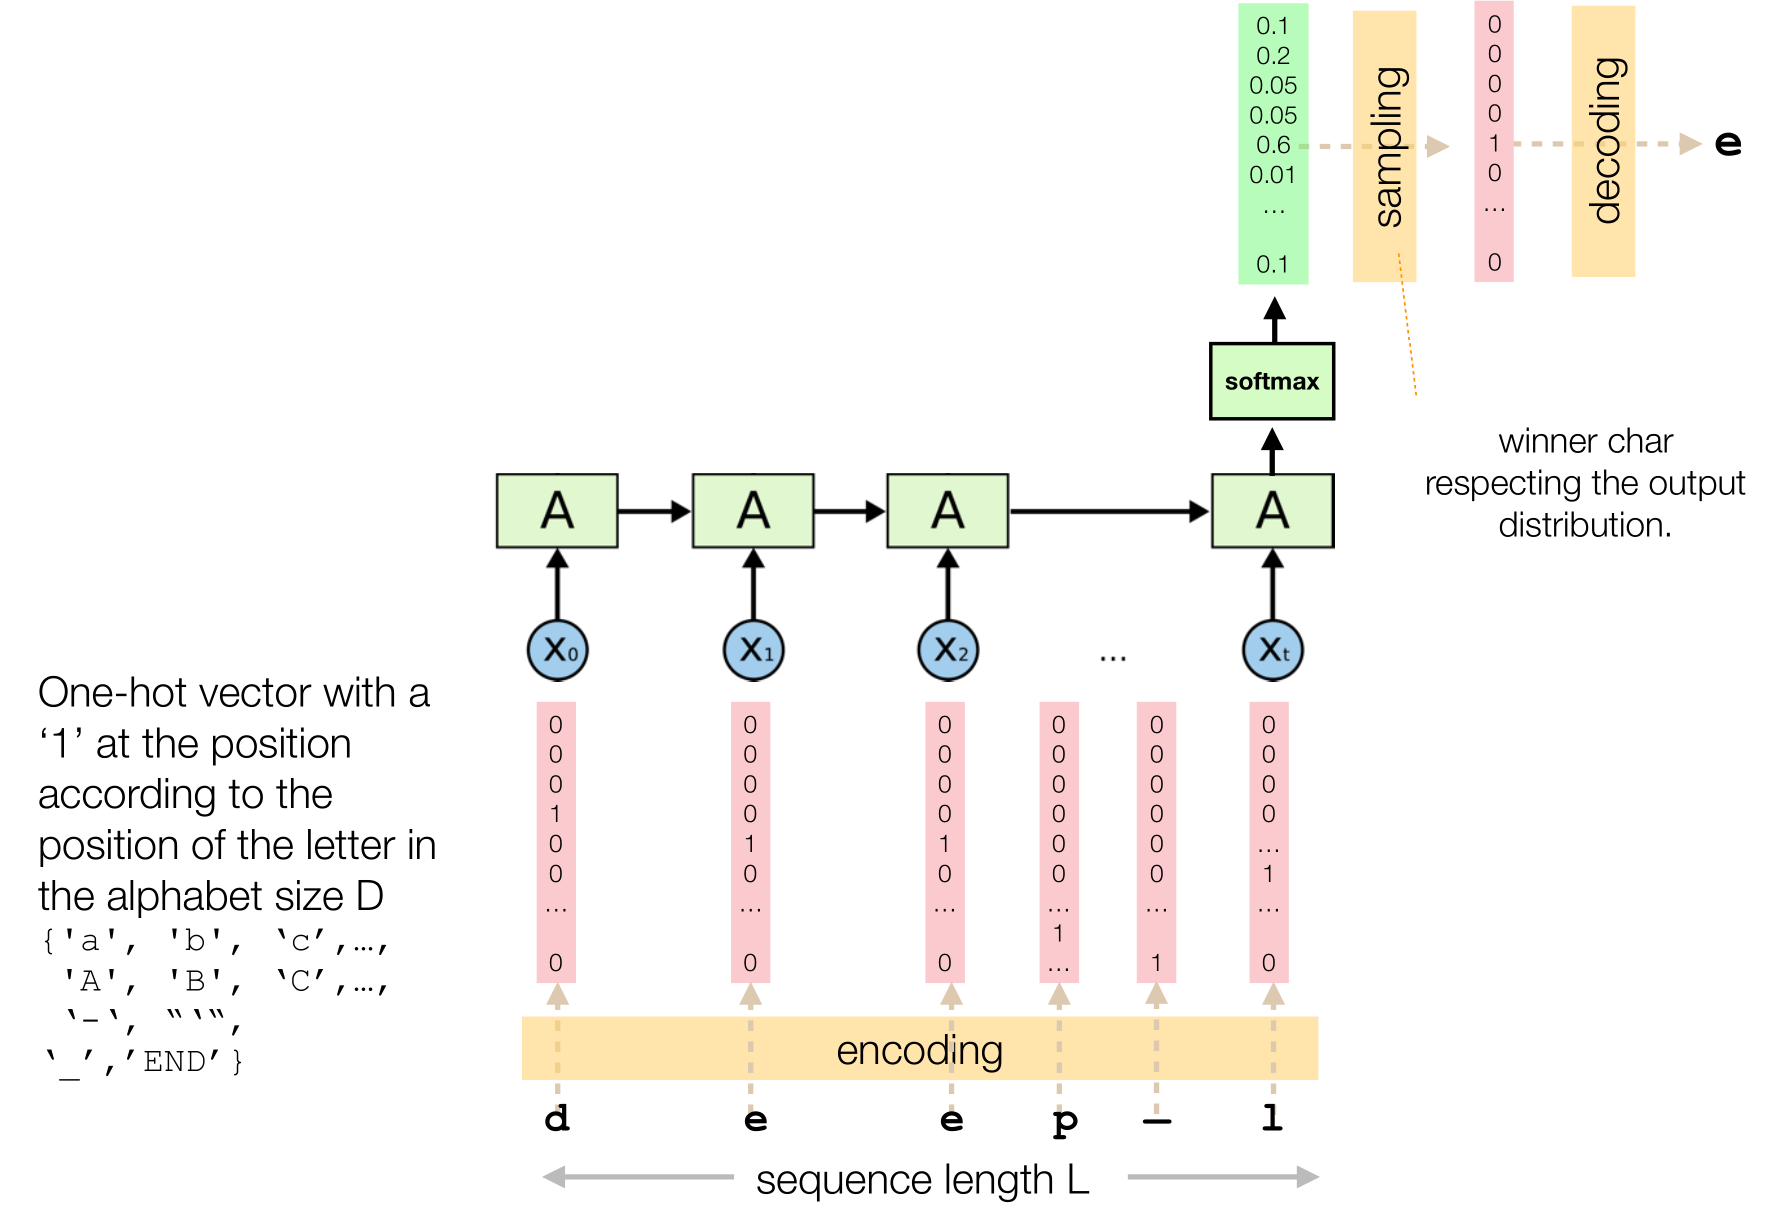 0.1
0.2
0.05
0.05
0.6
0.01
...
0.1
sampling
0
0
0
0
1
0
...
0
decoding
e
softmax
winner char
respecting the output
distribution.
A A A A
X0 X1 X2 ... Xt
One-hot vector with a
‘1’ at the position
according to the
position of the letter in
the alphabet size D
{'a', 'b', ‘c’,…,
'A', 'B', ‘C’,…,
‘-‘, “‘“,
‘_’,’END’}
0 0 0 0 0 0
0 0 0 0 0 0
0 0 0 0 0 0
1 0 0 0 0 0
0 1 1 0 0 ...
0 0 0 0 0 1
... ... ... ... ... ...
1
0 0 0 ... 1 0
encoding
d e e p _ l
sequence length L